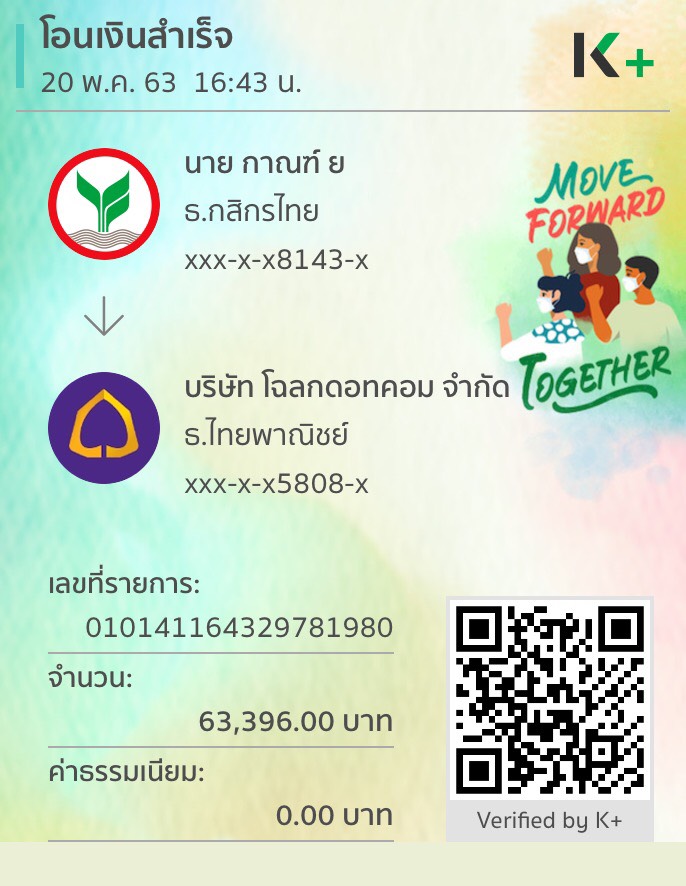 โอนเงินสำเร็จ
20 พ.ค. 63 16:43 น.
K+
นาย กาณฑ์ ย
ธ.กสิกรไทย
xxx-x-x8143-x
MOVE
FORWARD
TOGETHER
บริษัท โฉลกดอทคอม จำกัด
ธ.ไทยพาณิชย์
xxx-x-x5808-x
เลขที่รายการ:
010141164329781980
จำนวน:
63,396.00 บาท
ค่าธรรมเนียม:
0.00 บาท
Verified by K+